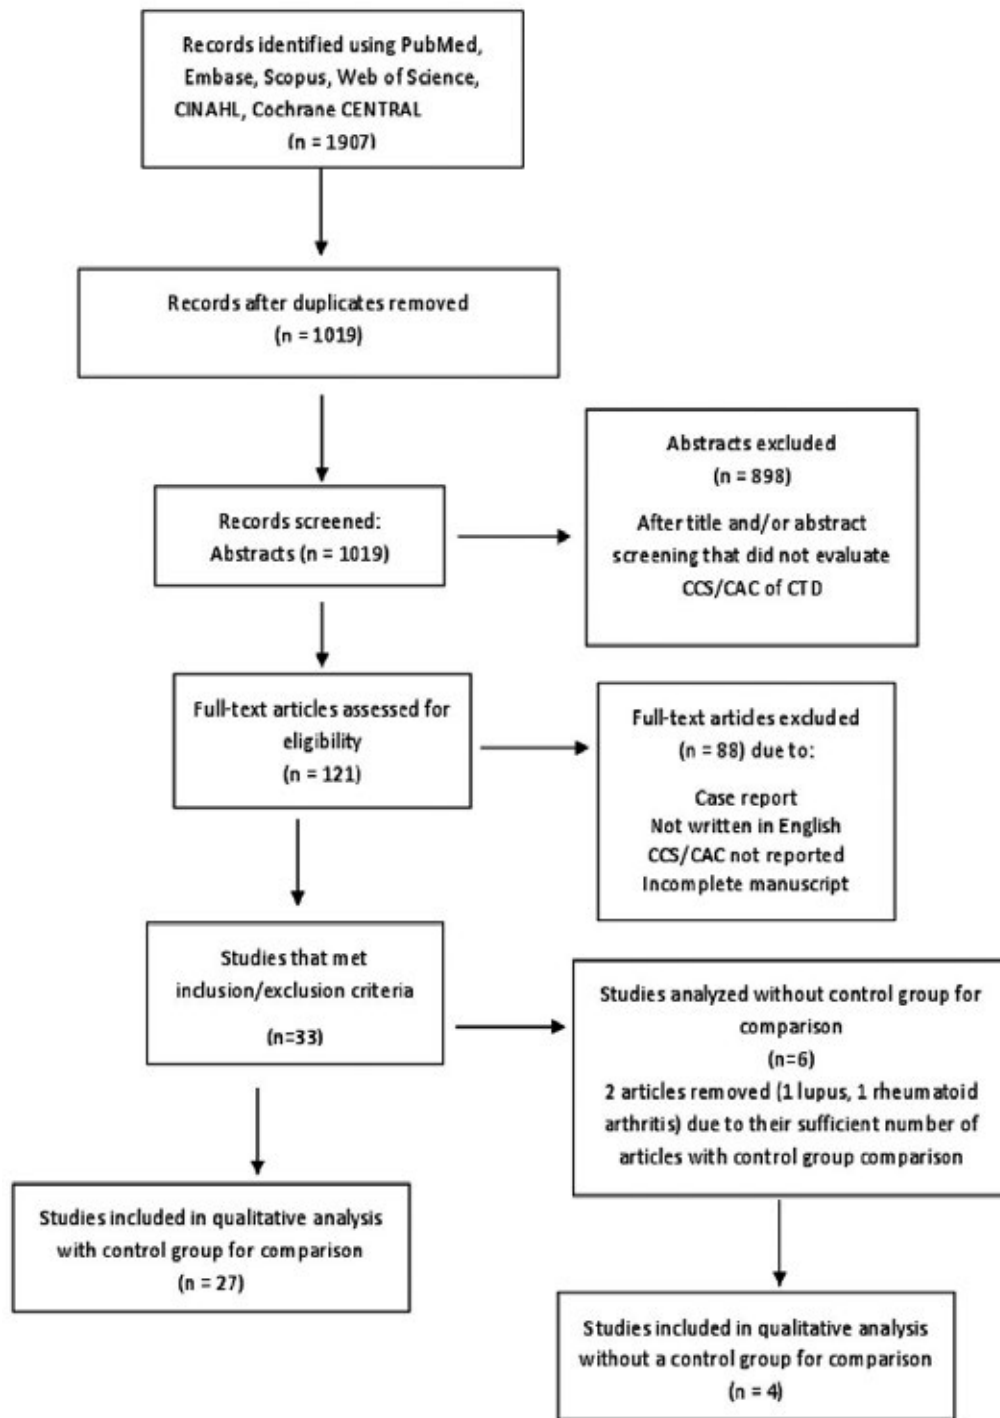 Records identified using PubMed,
Embase, Scopus, Web of Science,
CINAHL, Cochrane CENTRAL
(n = 1907)
Records after duplicates removed
(n = 1019)
Records screened:
Abstracts (n = 1019)
Abstracts excluded
(n = 898)
After title and/or abstract
screening that did not evaluate
CCS/CAC of CTD
Full-text articles assessed for
eligibility
(n = 121)
Full-text articles excluded
(n = 88) due to:
Case report
Not written in English
CCS/CAC not reported
Incomplete manuscript
Studies that met
inclusion/exclusion criteria
(n=33)
Studies analyzed without control group for
comparison
(n=6)
2 articles removed (1 lupus, 1 rheumatoid
arthritis) due to their sufficient number of
articles with control group comparison
Studies included in qualitative analysis
with control group for comparison
(n = 27)
Studies included in qualitative analysis
without a control group for comparison
(n = 4)